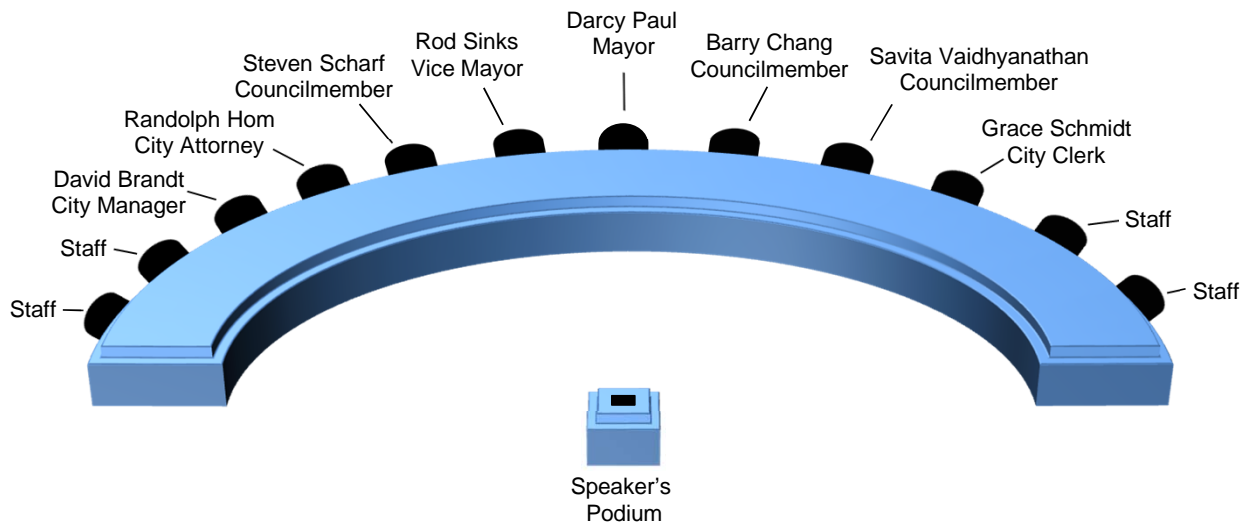 Staff
Staff
David Brandt
City Manager
Randolph Hom
City Attorney
Steven Scharf
Councilmember
Rod Sinks
Vice Mayor
Darcy Paul
Mayor
Barry Chang
Councilmember
Savita Vaidhyanathan
Councilmember
Grace Schmidt
City Clerk
Staff
Staff
Speaker's
Podium